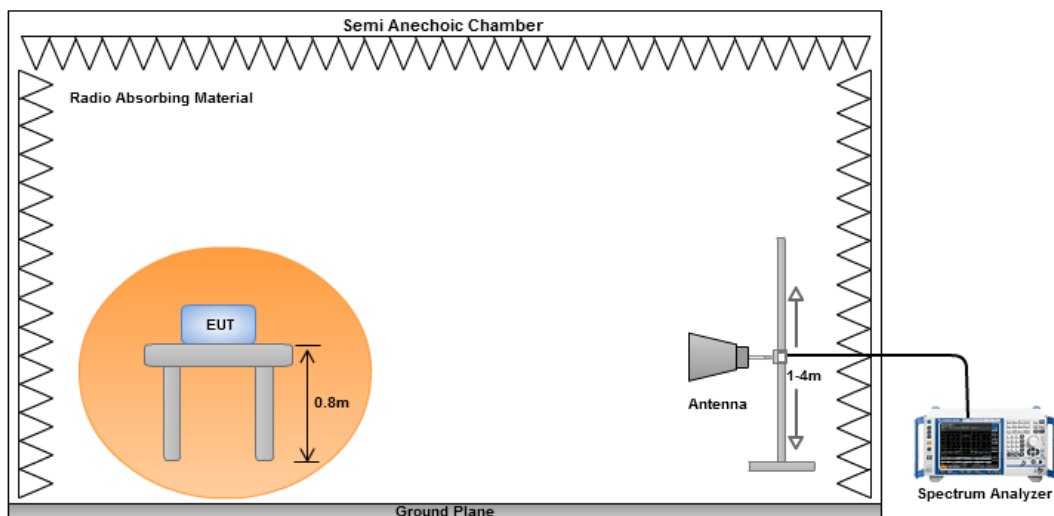 Semi Anechoic Chamber
Radio Absorbing Material
EUT
0.8m
1-4m
Antenna
Spectrum Analyzer
Ground Plane